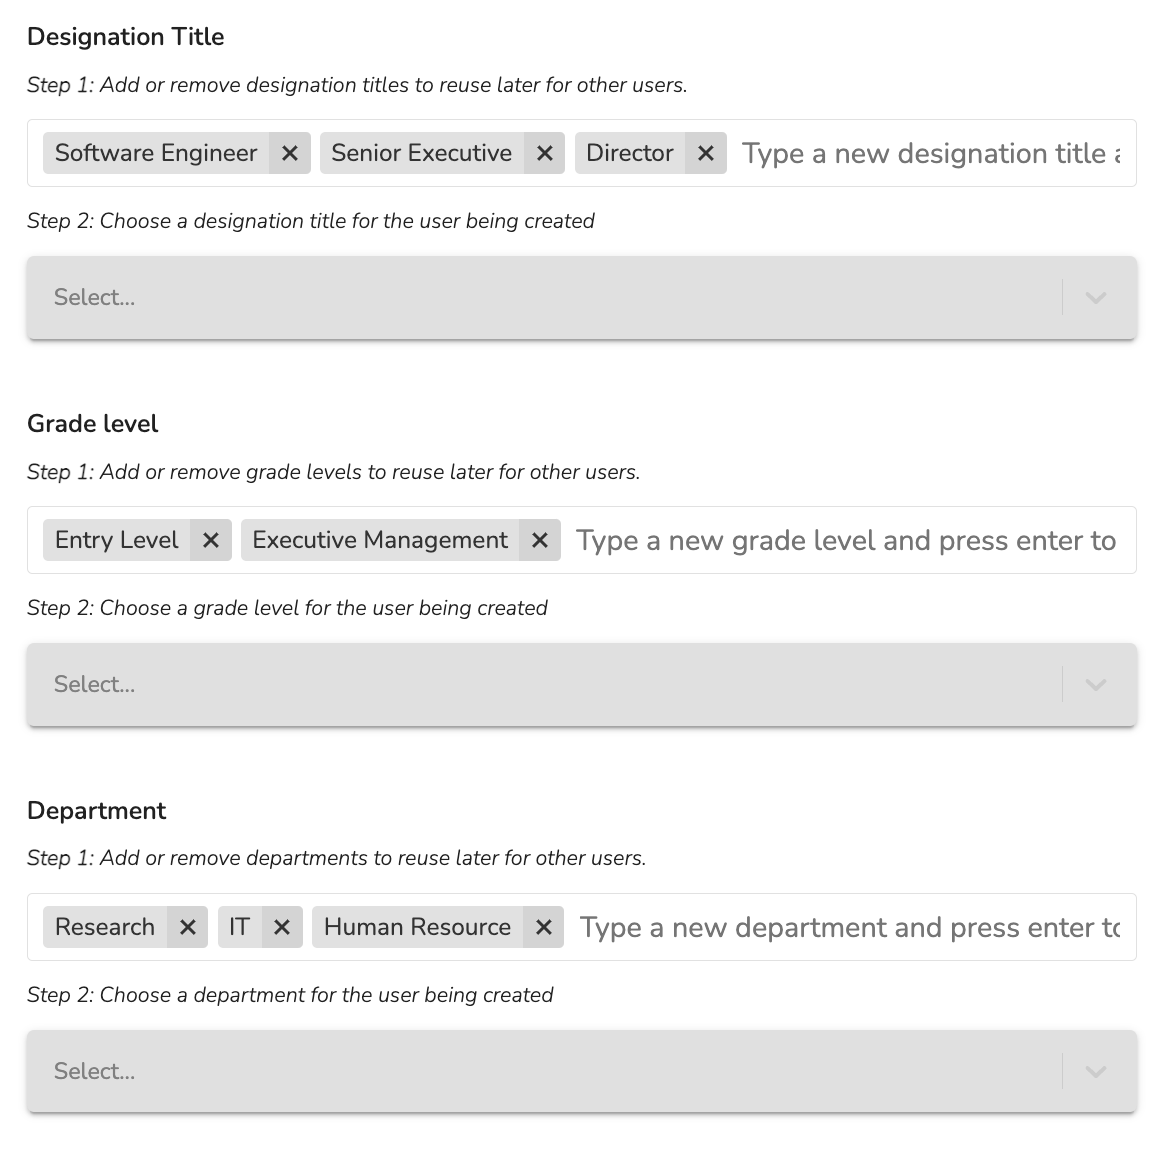 Designation Title
Step 1: Add or remove designation titles to reuse later for other users.
Software Engineer × Senior Executive × Director × Type a new designation title a
Step 2: Choose a designation title for the user being created
Select...
Grade level
Step 1: Add or remove grade levels to reuse later for other users.
Entry Level × Executive Management × Type a new grade level and press enter to
Step 2: Choose a grade level for the user being created
Select...
Department
Step 1: Add or remove departments to reuse later for other users.
Research × IT × Human Resource × Type a new department and press enter to
Step 2: Choose a department for the user being created
Select...